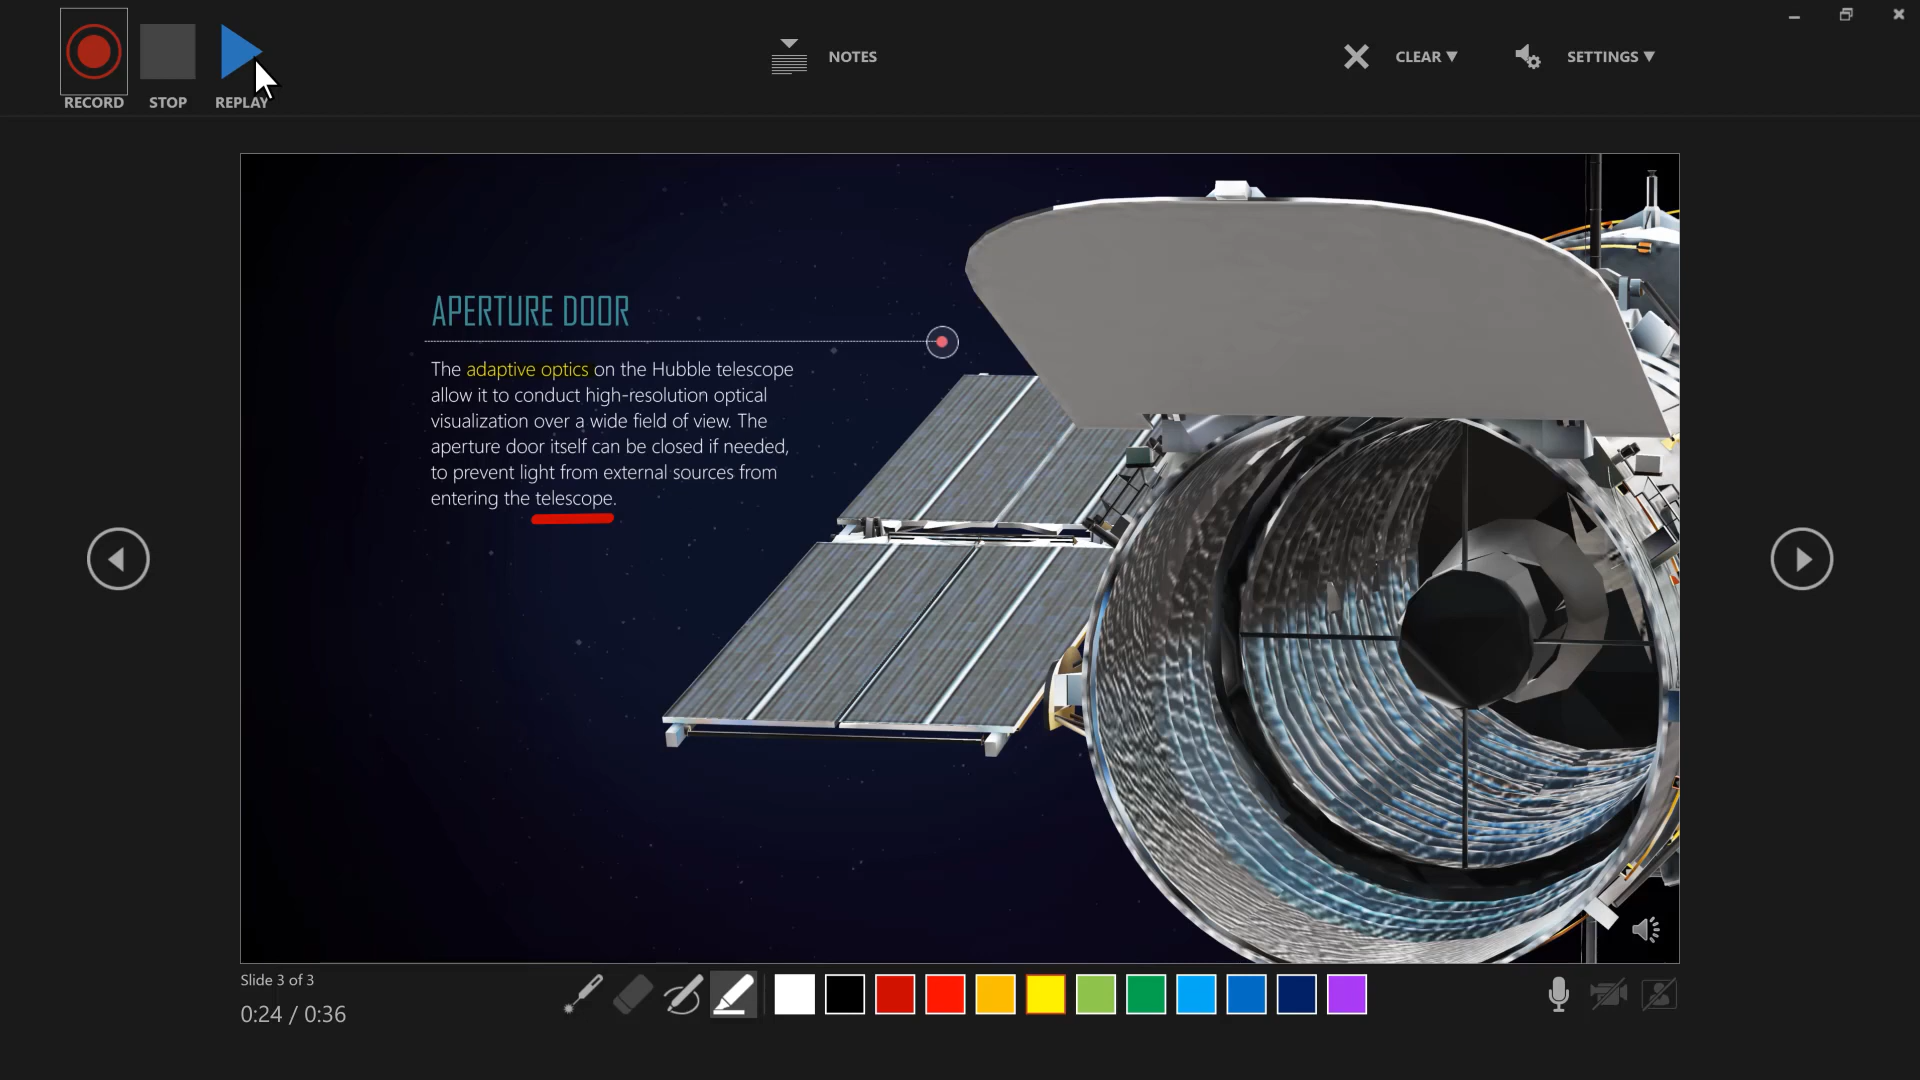 RECORD
STOP
REPLAY
NOTES
CLEAR
SETTINGS
APERTURE DOOR
The adaptive optics on the Hubble telescope
allow it to conduct high-resolution optical
visualization over a wide field of view. The
aperture door itself can be closed if needed,
to prevent light from external sources from
entering the telescope.
Slide 3 of 3
0:24 / 0:36